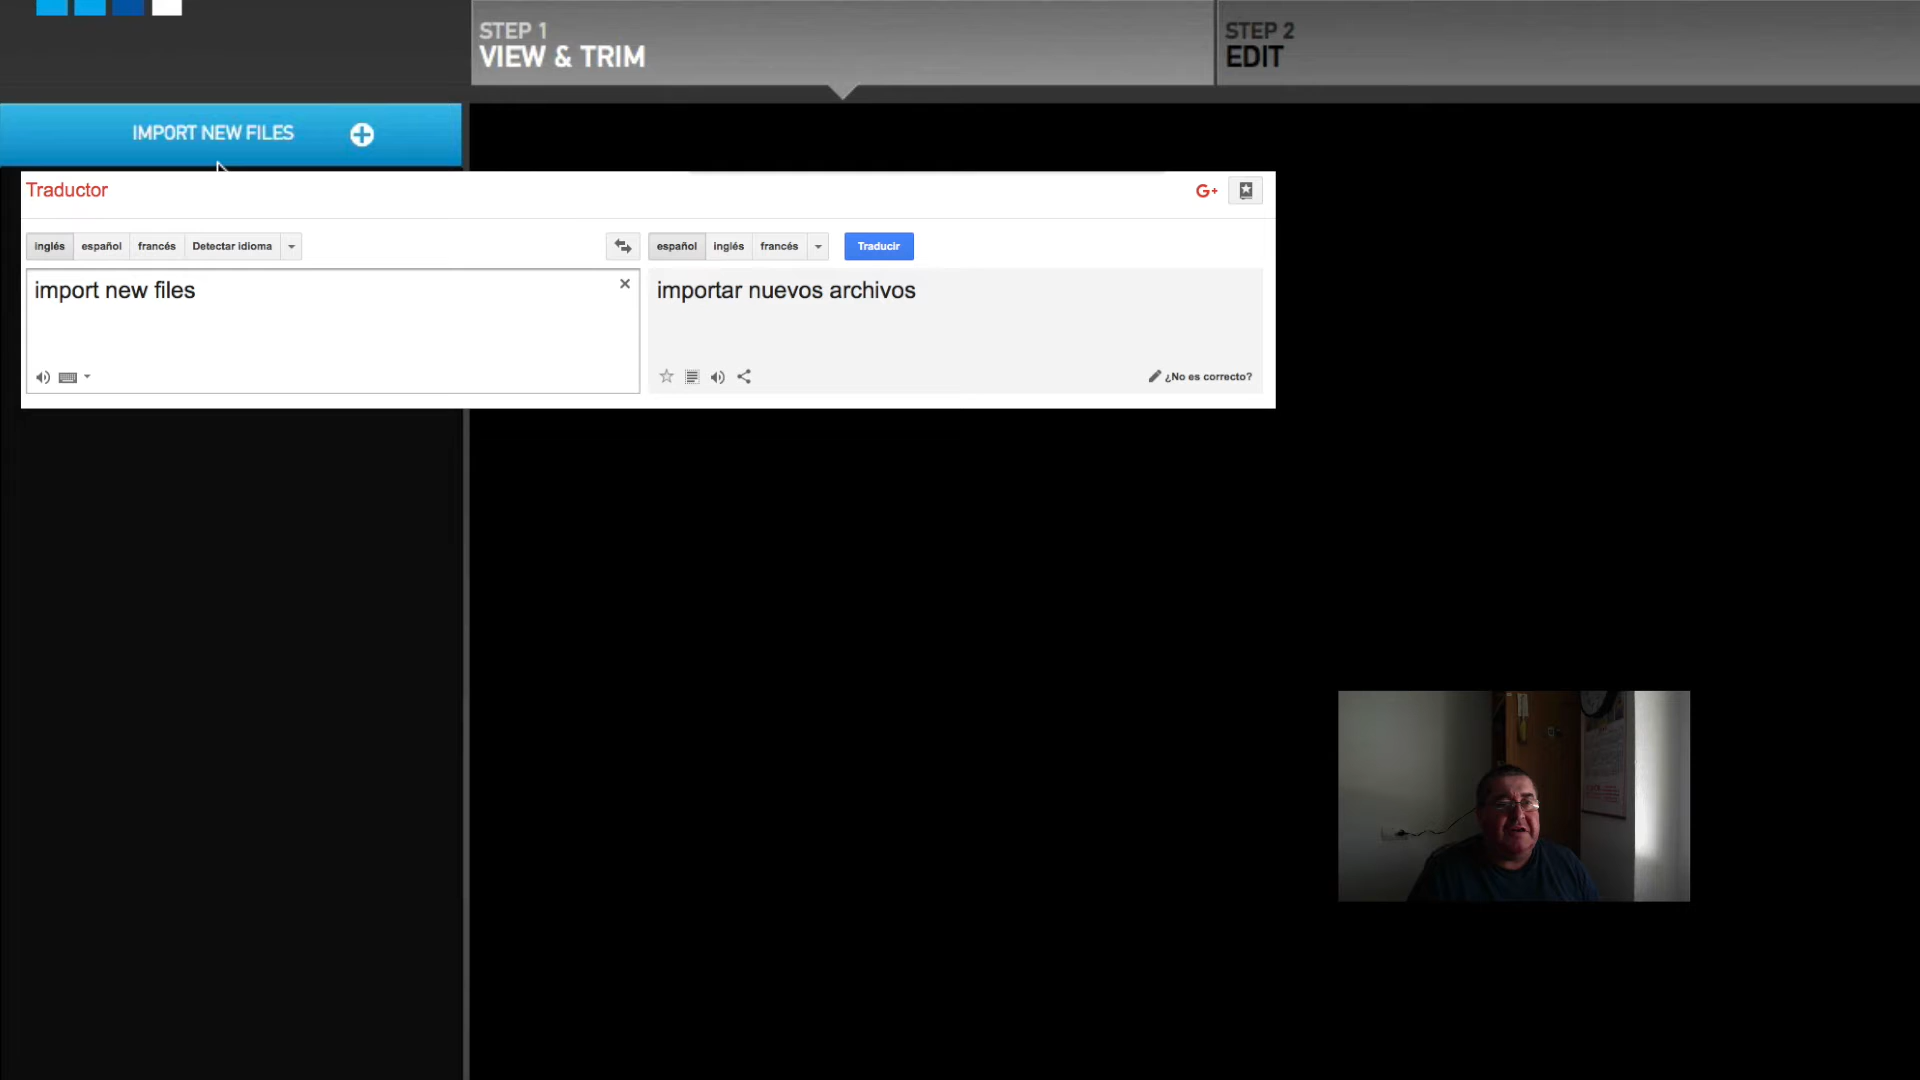 STEP 1
VIEW & TRIM
STEP 2
EDIT
IMPORT NEW FILES
Traductor
G+
inglés español francés Detectar idioma
español inglés francés Traducir
import new files
importar nuevos archivos
¿No es correcto?